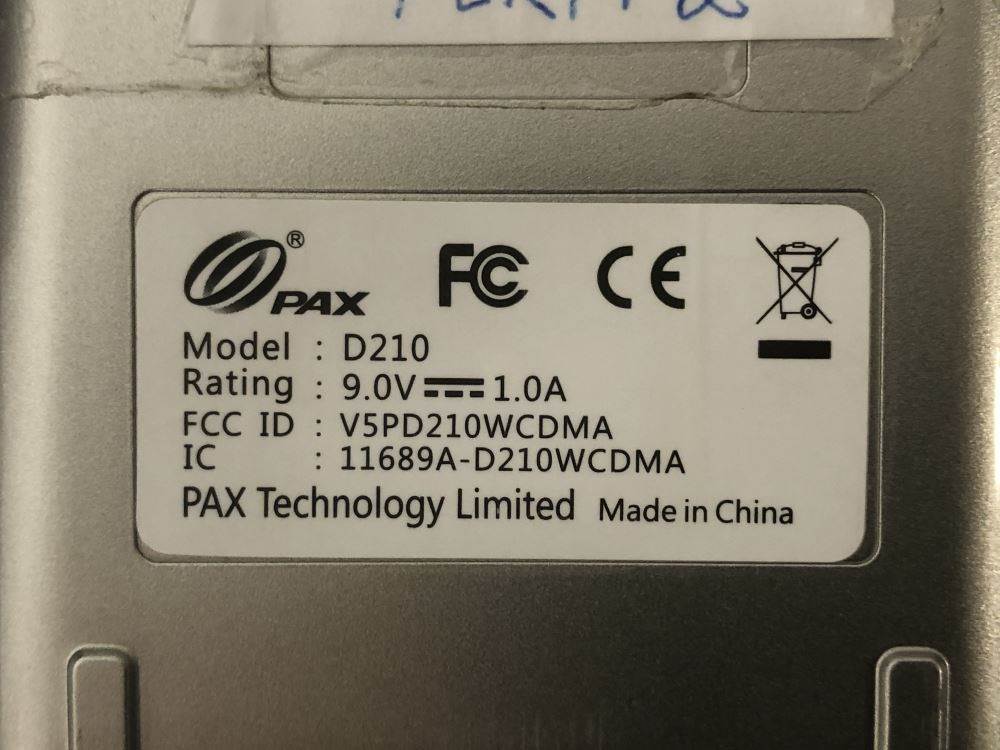 PAX®
FC CE
Model : D210
Rating : 9.0V⎓1.0A
FCC ID : V5PD210WCDMA
IC : 11689A-D210WCDMA
PAX Technology Limited Made in China